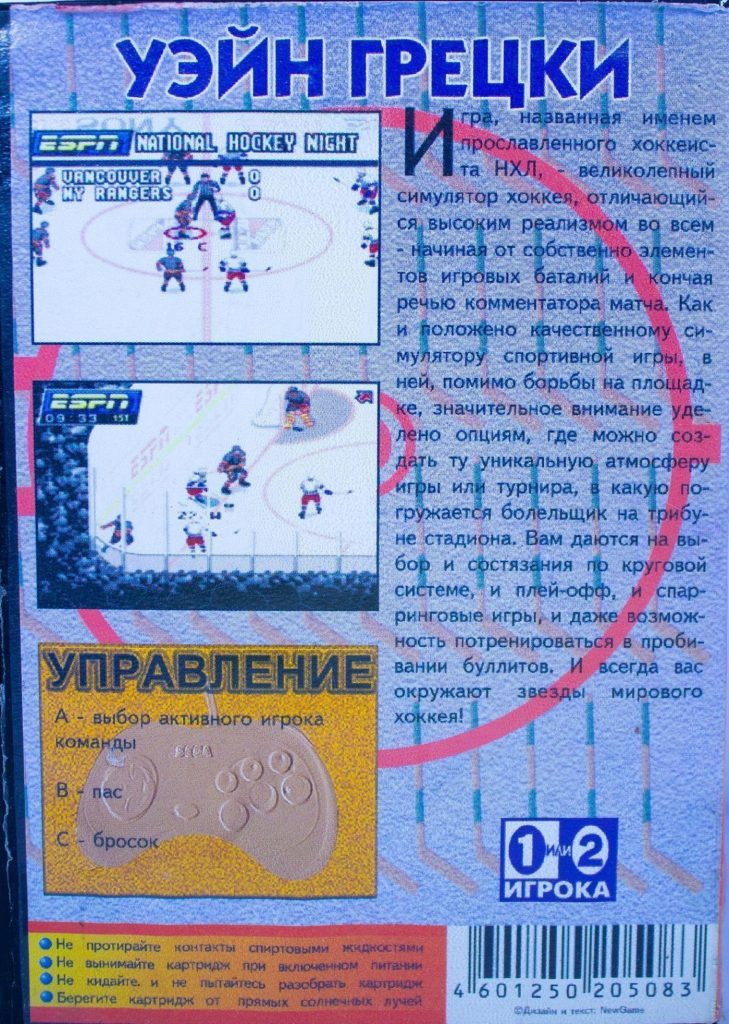 УЭЙН ГРЕЦКИ
ESPN NATIONAL HOCKEY NIGHT
VANCOUVER 0
NY RANGERS 0
G C
ESPN
09:53 1ST
ESPN
Игра, названная именем
прославленного хоккеис-
та НХЛ, - великолепный
симулятор хоккея, отличающий-
ся высоким реализмом во всем
- начиная от собственно элемен-
тов игровых баталий и кончая
речью комментатора матча. Как
и положено качественному си-
мулятору спортивной игры, в
ней, помимо борьбы на площад-
ке, значительное внимание уде-
лено опциям, где можно соз-
дать ту уникальную атмосферу
игры или турнира, в какую по-
гружается болельщик на трибу-
не стадиона. Вам даются на вы-
бор и состязания по круговой
системе, и плей-офф, и спар-
ринговые игры, и даже возмож-
ность потренироваться в проби-
вании буллитов. И всегда вас
окружают звезды мирового
хоккея!
УПРАВЛЕНИЕ
A - выбор активного игрока
команды
B - пас
C - бросок
SEGA
1 или 2
ИГРОКА
Не протирайте контакты спиртовыми жидкостями
Не вынимайте картридж при включенном питании
Не кидайте и не пытайтесь разобрать картридж
Берегите картридж от прямых солнечных лучей
4 601250 205083
©Дизайн и текст: NewGame